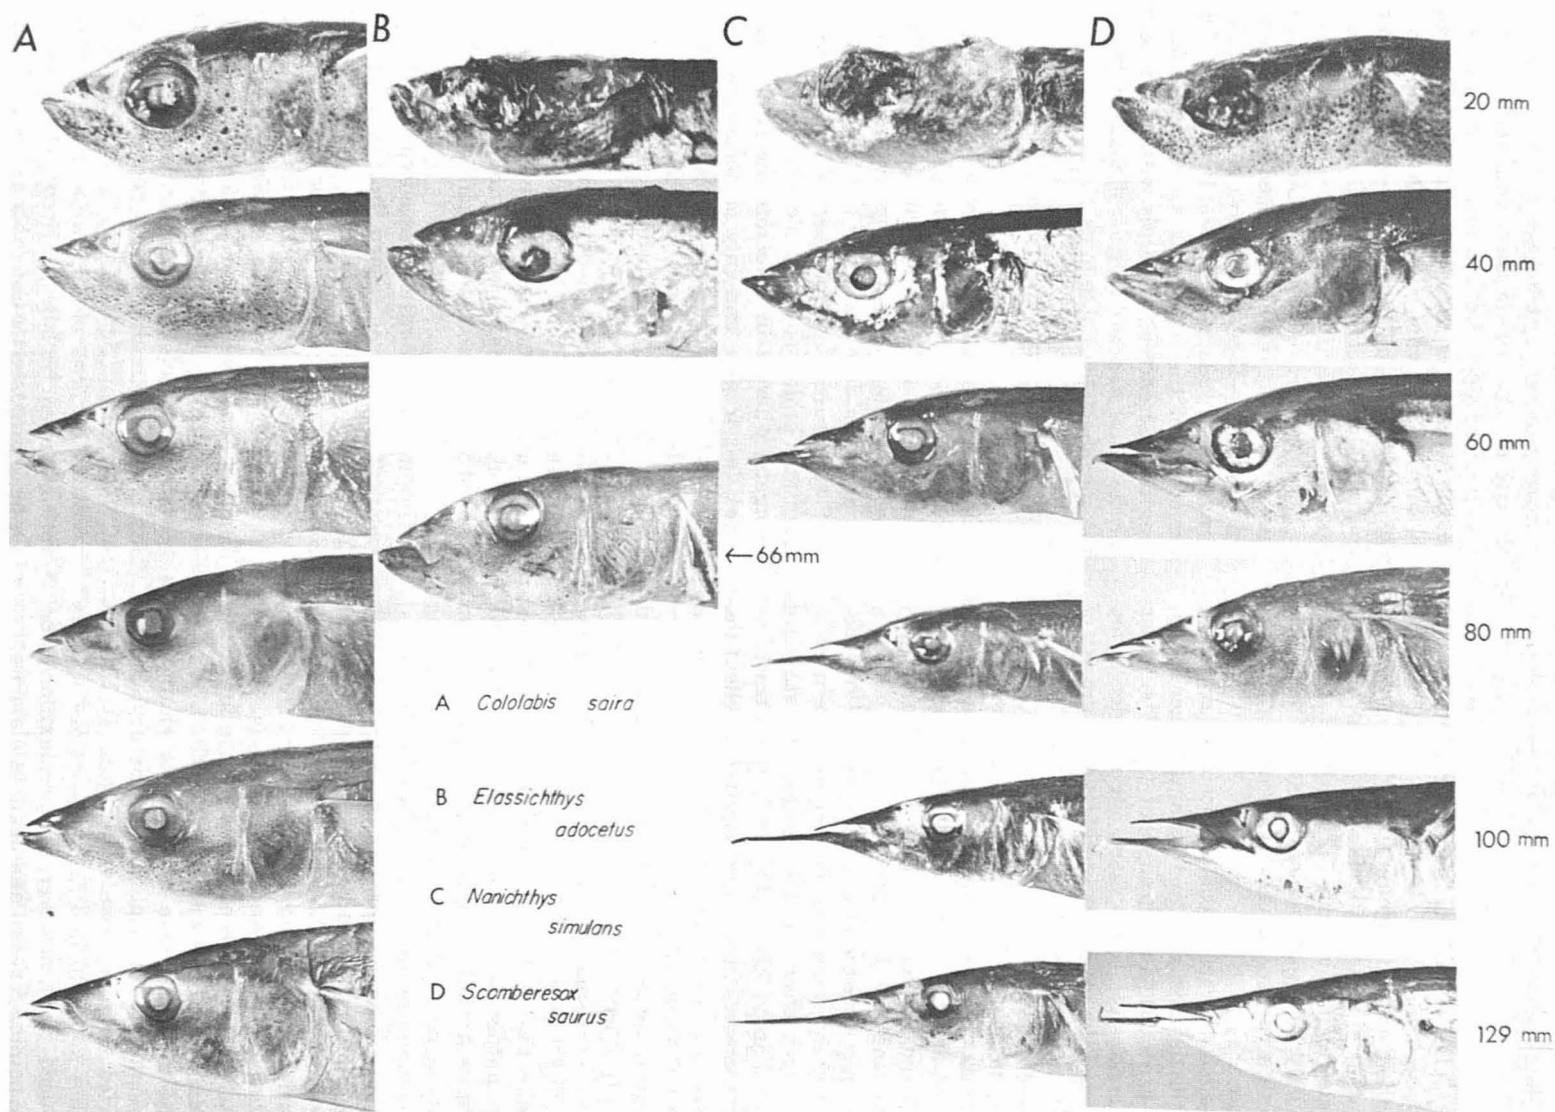 A
B
C
D
20 mm
40 mm
60 mm
←66mm
80 mm
A Cololabis saira
B Elassichthys
adocetus
100 mm
C Nanichthys
simulans
D Scomberesox
saurus
129 mm